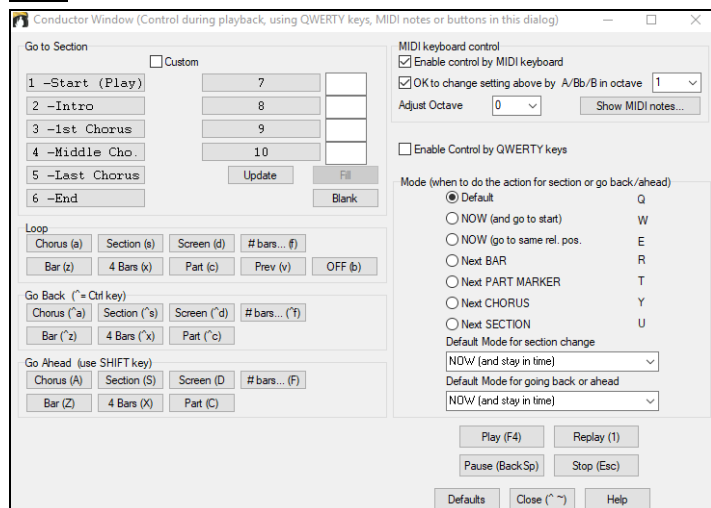 Conductor Window (Control during playback, using QWERTY keys, MIDI notes or buttons in this dialog)
Go to Section
Custom
1 -Start (Play) 7
2 -Intro 8
3 -1st Chorus 9
4 -Middle Cho. 10
5 -Last Chorus Update Fill
6 -End Blank
Loop
Chorus (a) Section (s) Screen (d) # bars... (f)
Bar (z) 4 Bars (x) Part (c) Prev (v) OFF (b)
Go Back (^= Ctrl key)
Chorus (^a) Section (^s) Screen (^d) # bars... (^f)
Bar (^z) 4 Bars (^x) Part (^c)
Go Ahead (use SHIFT key)
Chorus (A) Section (S) Screen (D # bars... (F)
Bar (Z) 4 Bars (X) Part (C)
MIDI keyboard control
Enable control by MIDI keyboard
OK to change setting above by A/Bb/B in octave 1
Adjust Octave 0 Show MIDI notes...
Enable Control by QWERTY keys
Mode (when to do the action for section or go back/ahead)
Default Q
NOW (and go to start) W
NOW (go to same rel. pos. E
Next BAR R
Next PART MARKER T
Next CHORUS Y
Next SECTION U
Default Mode for section change
NOW (and stay in time)
Default Mode for going back or ahead
NOW (and stay in time)
Play (F4) Replay (1)
Pause (BackSp) Stop (Esc)
Defaults Close (^ ~) Help